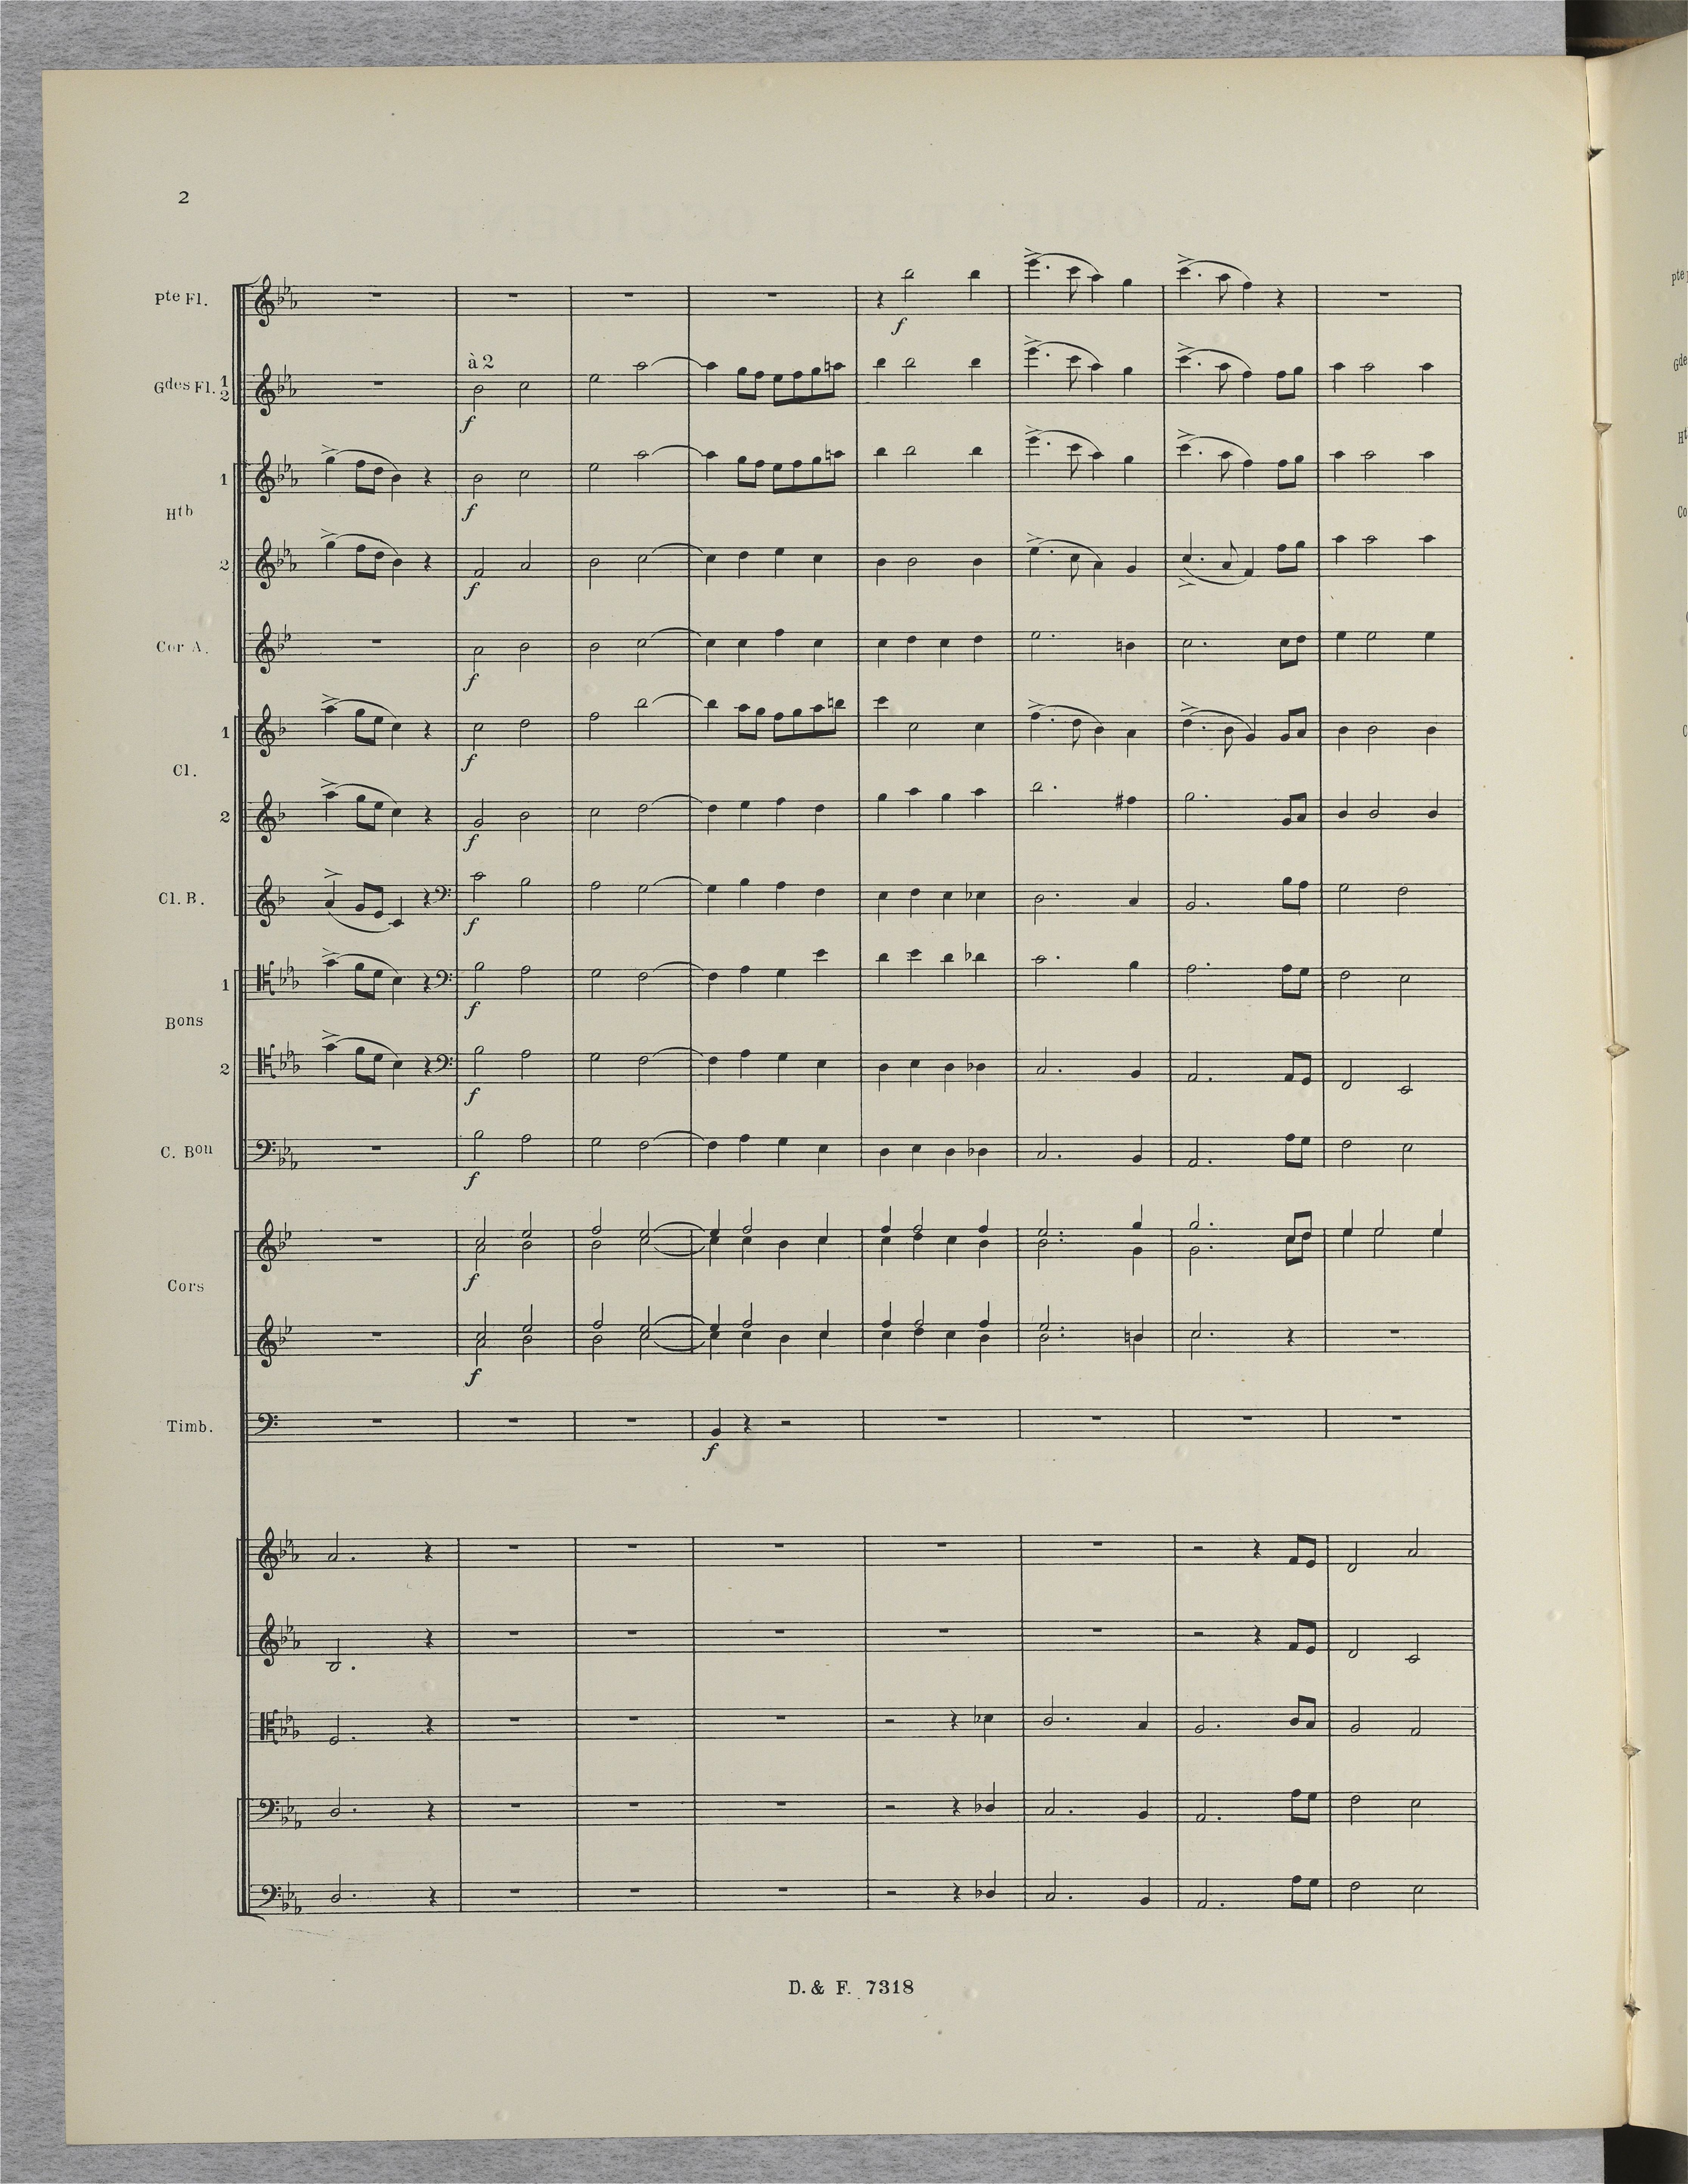 2
Pte Fl.
à 2
Gdes Fl. 1 2
f
f
1
Htb
f
2
f
Cor A.
f
1
f
Cl.
2
f
Cl. B.
f
1
f
Bons
2
f
C. Bon
f
Cors
f
f
Timb.
f
D. & F. 7318